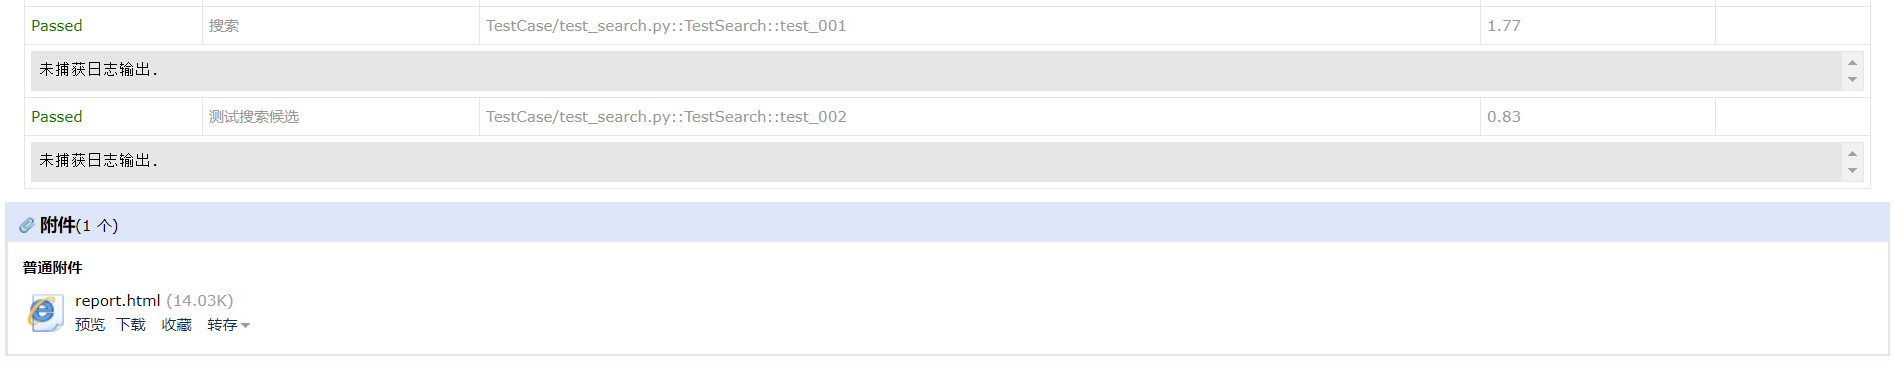 Passed 搜索 TestCase/test_search.py::TestSearch::test_001 1.77
未捕获日志输出.
Passed 测试搜索候选 TestCase/test_search.py::TestSearch::test_002 0.83
未捕获日志输出.
附件(1 个)
普通附件
report.html (14.03K)
预览 下载 收藏 转存